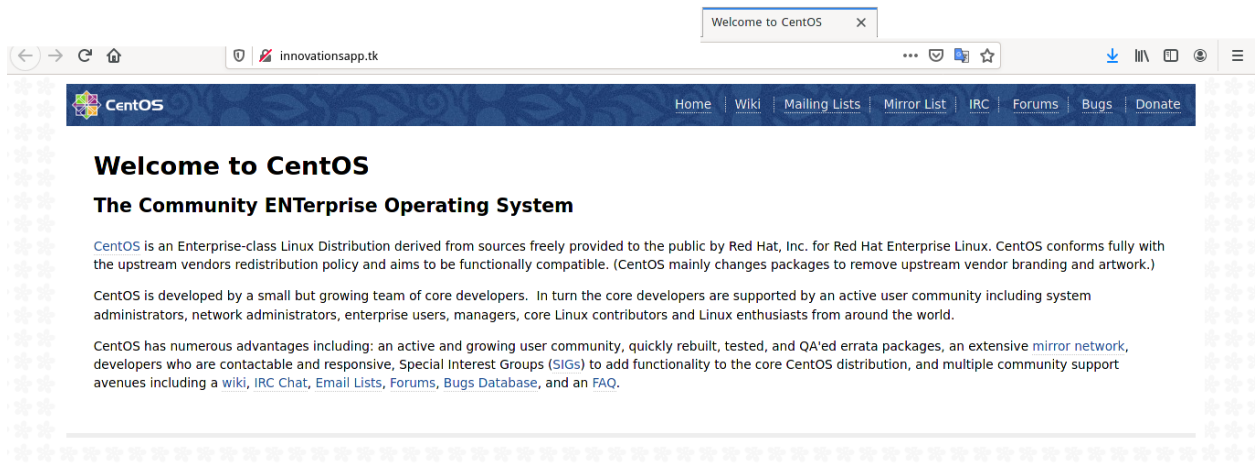 Welcome to CentOS
innovationsapp.tk
CentOS Home Wiki Mailing Lists Mirror List IRC Forums Bugs Donate
Welcome to CentOS
The Community ENTerprise Operating System
CentOS is an Enterprise-class Linux Distribution derived from sources freely provided to the public by Red Hat, Inc. for Red Hat Enterprise Linux. CentOS conforms fully with
the upstream vendors redistribution policy and aims to be functionally compatible. (CentOS mainly changes packages to remove upstream vendor branding and artwork.)
CentOS is developed by a small but growing team of core developers.  In turn the core developers are supported by an active user community including system
administrators, network administrators, enterprise users, managers, core Linux contributors and Linux enthusiasts from around the world.
CentOS has numerous advantages including: an active and growing user community, quickly rebuilt, tested, and QA'ed errata packages, an extensive mirror network,
developers who are contactable and responsive, Special Interest Groups (SIGs) to add functionality to the core CentOS distribution, and multiple community support
avenues including a wiki, IRC Chat, Email Lists, Forums, Bugs Database, and an FAQ.